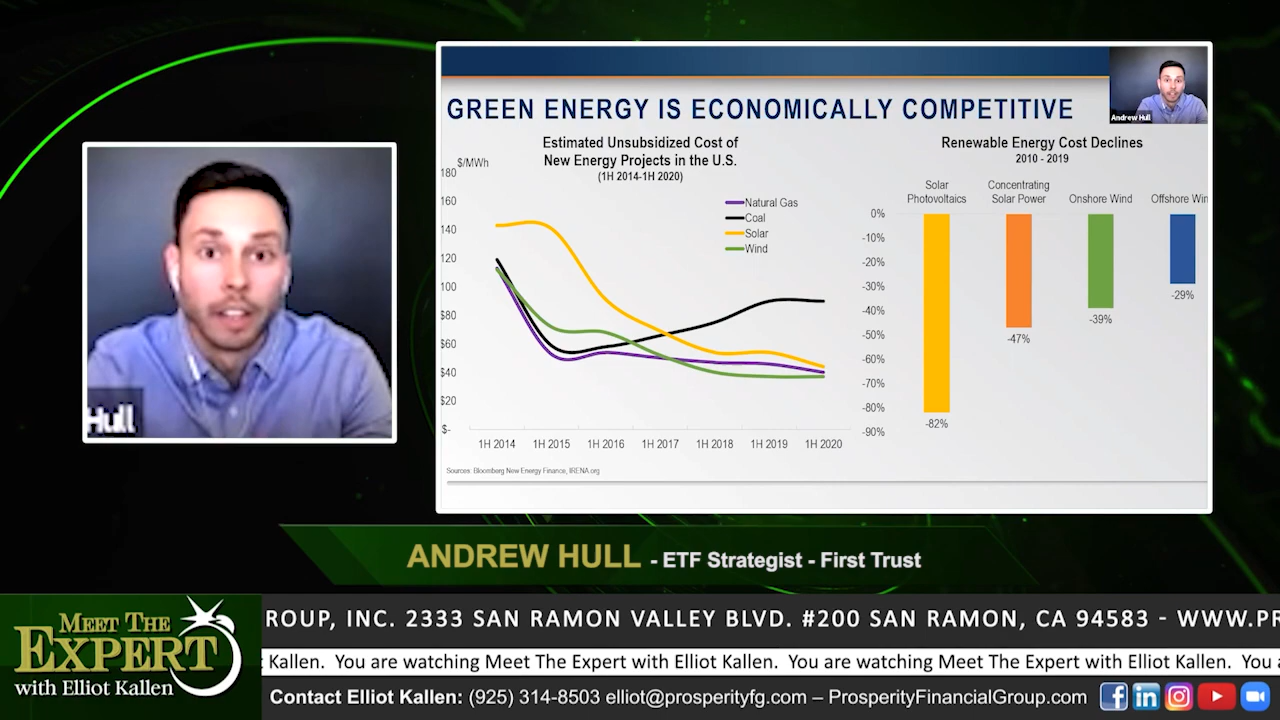 GREEN ENERGY IS ECONOMICALLY COMPETITIVE
Andrew Hull
Estimated Unsubsidized Cost of
New Energy Projects in the U.S.
(1H 2014-1H 2020)
$/MWh
180
160
140
120
100
$80
$60
$40
$20
$-
Natural Gas
Coal
Solar
Wind
1H 2014 1H 2015 1H 2016 1H 2017 1H 2018 1H 2019 1H 2020
Sources: Bloomberg New Energy Finance, IRENA.org
Renewable Energy Cost Declines
2010 - 2019
Solar
Photovoltaics
Concentrating
Solar Power
Onshore Wind
Offshore Win
0%
-10%
-20%
-30%
-40%
-50%
-60%
-70%
-80%
-90%
-82%
-47%
-39%
-29%
Hull
ANDREW HULL - ETF Strategist - First Trust
MEET THE
EXPERT
with Elliot Kallen
ROUP, INC. 2333 SAN RAMON VALLEY BLVD. #200 SAN RAMON, CA 94583 - WWW.PR
Kallen. You are watching Meet The Expert with Elliot Kallen. You are watching Meet The Expert with Elliot Kallen. You a
Contact Elliot Kallen: (925) 314-8503 elliot@prosperityfg.com – ProsperityFinancialGroup.com